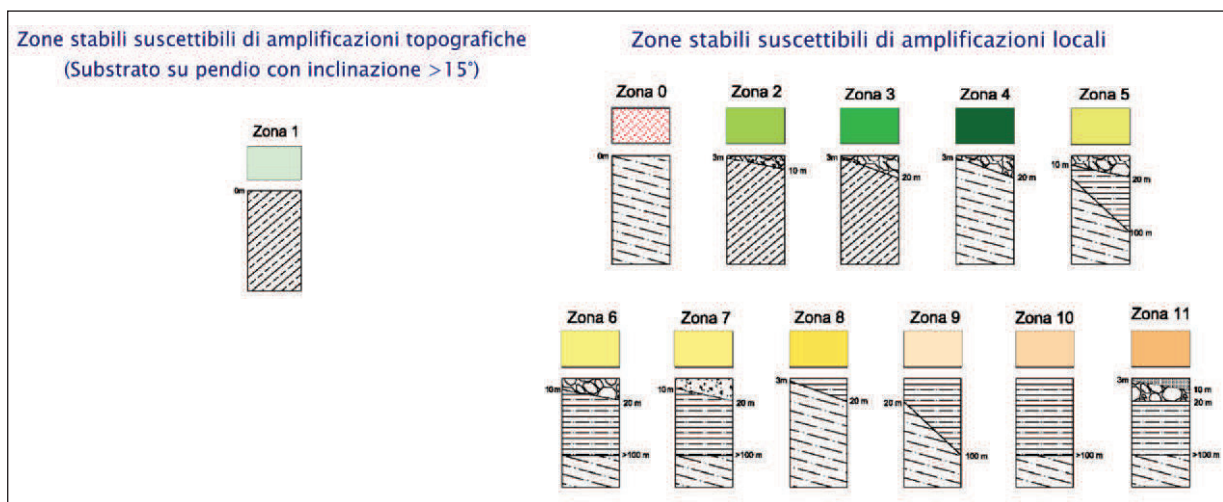 Zone stabili suscettibili di amplificazioni topografiche
(Substrato su pendio con inclinazione >15°)
Zona 1
0m
Zone stabili suscettibili di amplificazioni locali
Zona 0
Zona 2
Zona 3
Zona 4
Zona 5
0m
3m
10 m
3m
20 m
3m
20 m
10 m
20 m
100 m
Zona 6
Zona 7
Zona 8
Zona 9
Zona 10
Zona 11
10m
20 m
>100 m
10m
20 m
>100 m
3m
20 m
20 m
100 m
>100 m
3m
10 m
20 m
>100 m